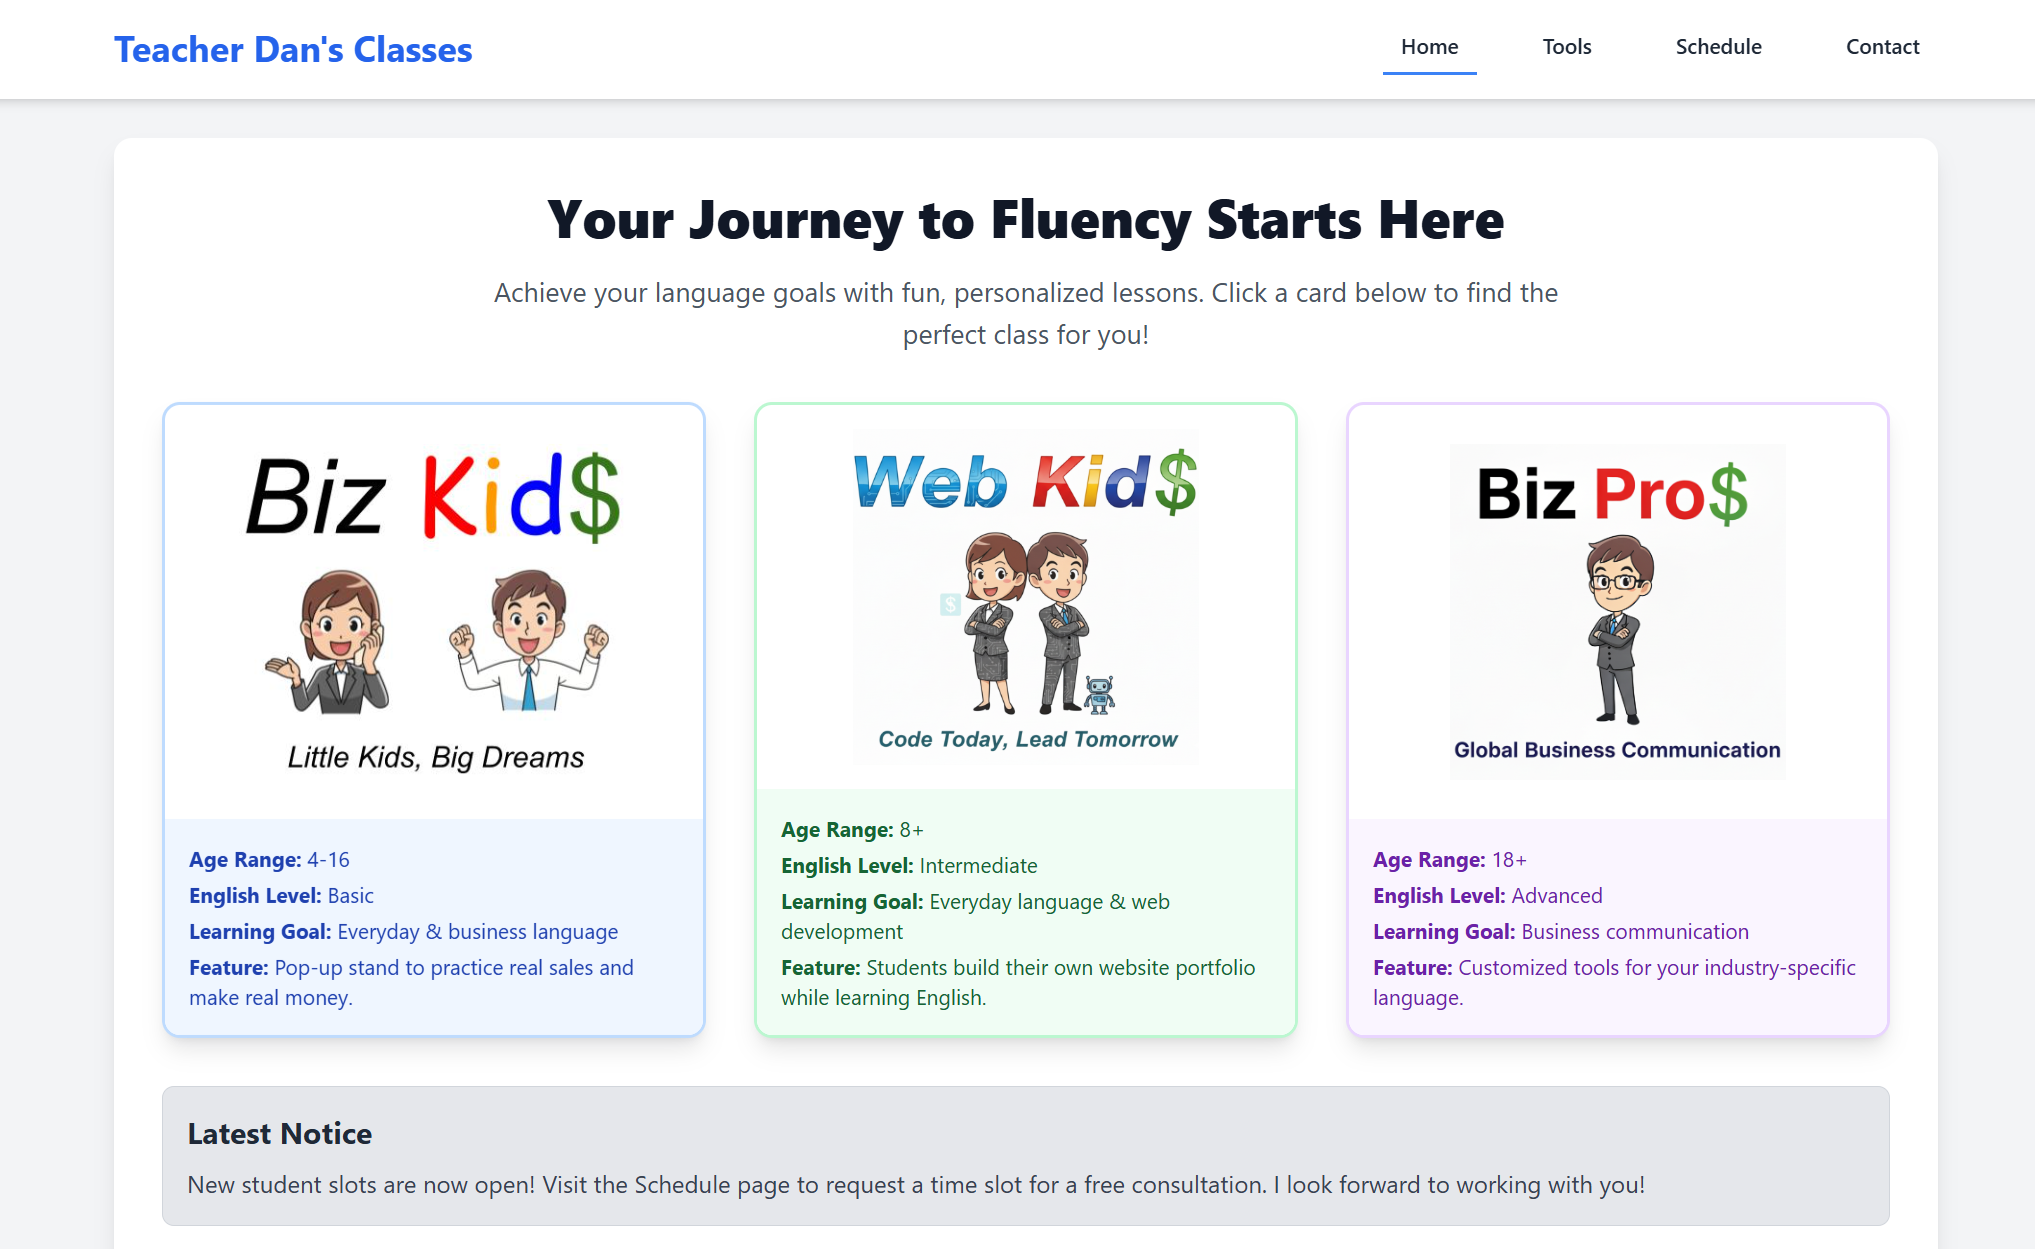 Teacher Dan's Classes
Home
Tools
Schedule
Contact
Your Journey to Fluency Starts Here
Achieve your language goals with fun, personalized lessons. Click a card below to find the
perfect class for you!
Biz Kid$
Little Kids, Big Dreams
Age Range: 4-16
English Level: Basic
Learning Goal: Everyday & business language
Feature: Pop-up stand to practice real sales and
make real money.
Web Kid$
$
Code Today, Lead Tomorrow
Age Range: 8+
English Level: Intermediate
Learning Goal: Everyday language & web
development
Feature: Students build their own website portfolio
while learning English.
Biz Pro$
Global Business Communication
Age Range: 18+
English Level: Advanced
Learning Goal: Business communication
Feature: Customized tools for your industry-specific
language.
Latest Notice
New student slots are now open! Visit the Schedule page to request a time slot for a free consultation. I look forward to working with you!